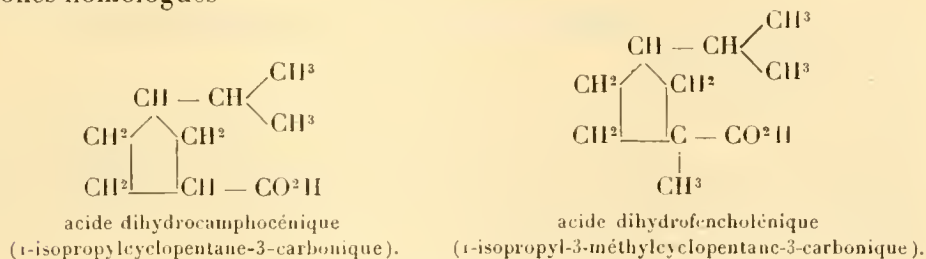 ones homologues
CH³
CH — CH
CH³
CH²
CH²
CH²
CH — CO²H
acide dihydrocamphocénique
(1-isopropylcyclopentane-3-carbonique).
CH³
CH — CH
CH³
CH²
CH²
CH²
C — CO²H
CH³
acide dihydrofencholénique
(1-isopropyl-3-méthylcyclopentane-3-carbonique).